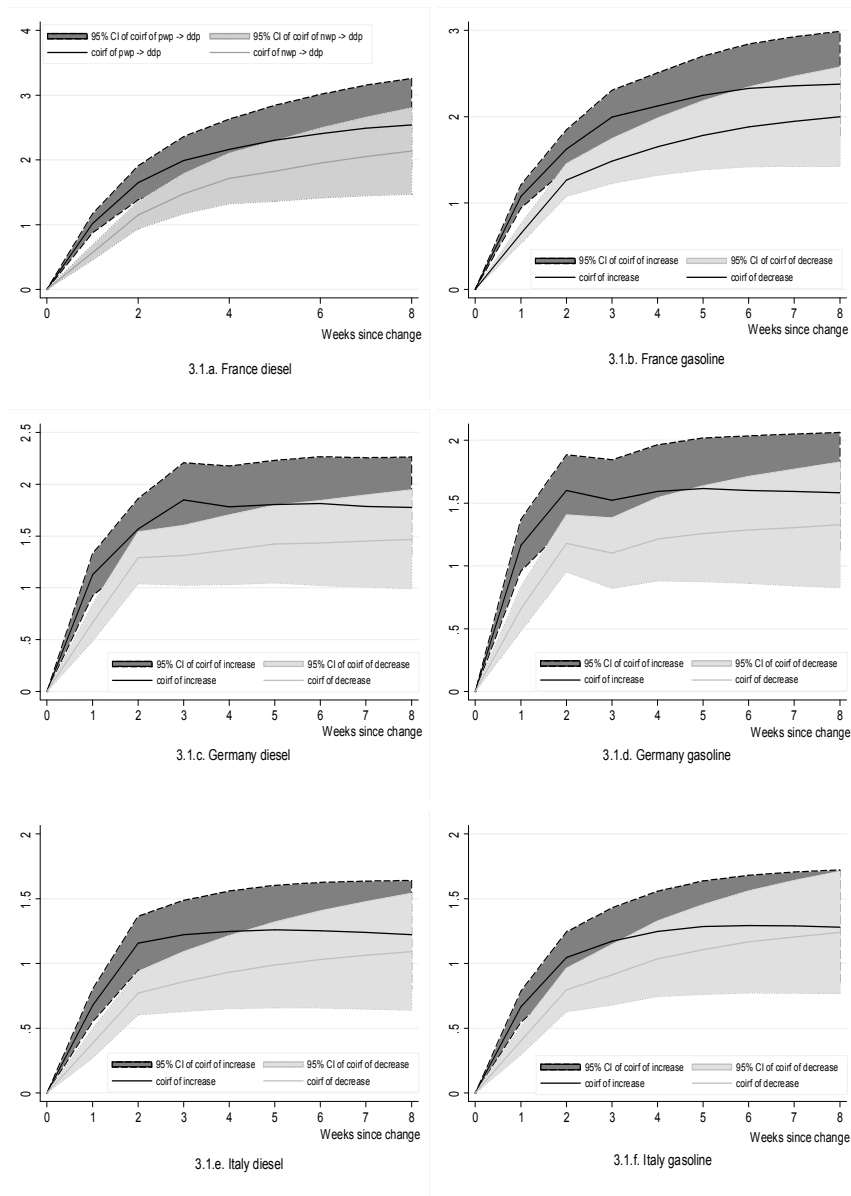 4
3
2
1
0
95% CI of coirf of pwp -> ddp 95% CI of coirf of nwp -> ddp
coirf of pwp -> ddp coirf of nwp -> ddp
0 2 4 6 8
Weeks since change
3.1.a. France diesel
3
2
1
0
95% CI of coirf of increase 95% CI of coirf of decrease
coirf of increase coirf of decrease
0 1 2 3 4 5 6 7 8
Weeks since change
3.1.b. France gasoline
2.5
2
1.5
1
.5
0
95% CI of coirf of increase 95% CI of coirf of decrease
coirf of increase coirf of decrease
0 1 2 3 4 5 6 7 8
Weeks since change
3.1.c. Germany diesel
2
1.5
1
.5
0
95% CI of coirf of increase 95% CI of coirf of decrease
coirf of increase coirf of decrease
0 1 2 3 4 5 6 7 8
Weeks since change
3.1.d. Germany gasoline
2
1.5
1
.5
0
95% CI of coirf of increase 95% CI of coirf of decrease
coirf of increase coirf of decrease
0 1 2 3 4 5 6 7 8
Weeks since change
3.1.e. Italy diesel
2
1.5
1
.5
0
95% CI of coirf of increase 95% CI of coirf of decrease
coirf of increase coirf of decrease
0 1 2 3 4 5 6 7 8
Weeks since change
3.1.f. Italy gasoline